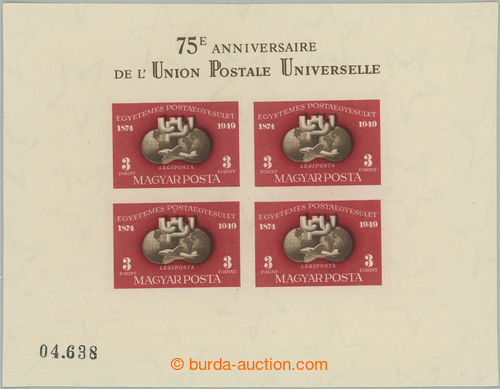 75E ANNIVERSAIRE
DE L' UNION POSTALE UNIVERSELLE
EGYETEMES POSTAEGYESÜLET
1874 1949
LÉGIPOSTA
3 3
FORINT FORINT
MAGYAR POSTA
EGYETEMES POSTAEGYESÜLET
1874 1949
LÉGIPOSTA
3 3
FORINT FORINT
MAGYAR POSTA
EGYETEMES POSTAEGYESÜLET
1874 1949
LÉGIPOSTA
3 3
FORINT FORINT
MAGYAR POSTA
EGYETEMES POSTAEGYESÜLET
1874 1949
LÉGIPOSTA
3 3
FORINT FORINT
MAGYAR POSTA
04.638
© burda-auction.com